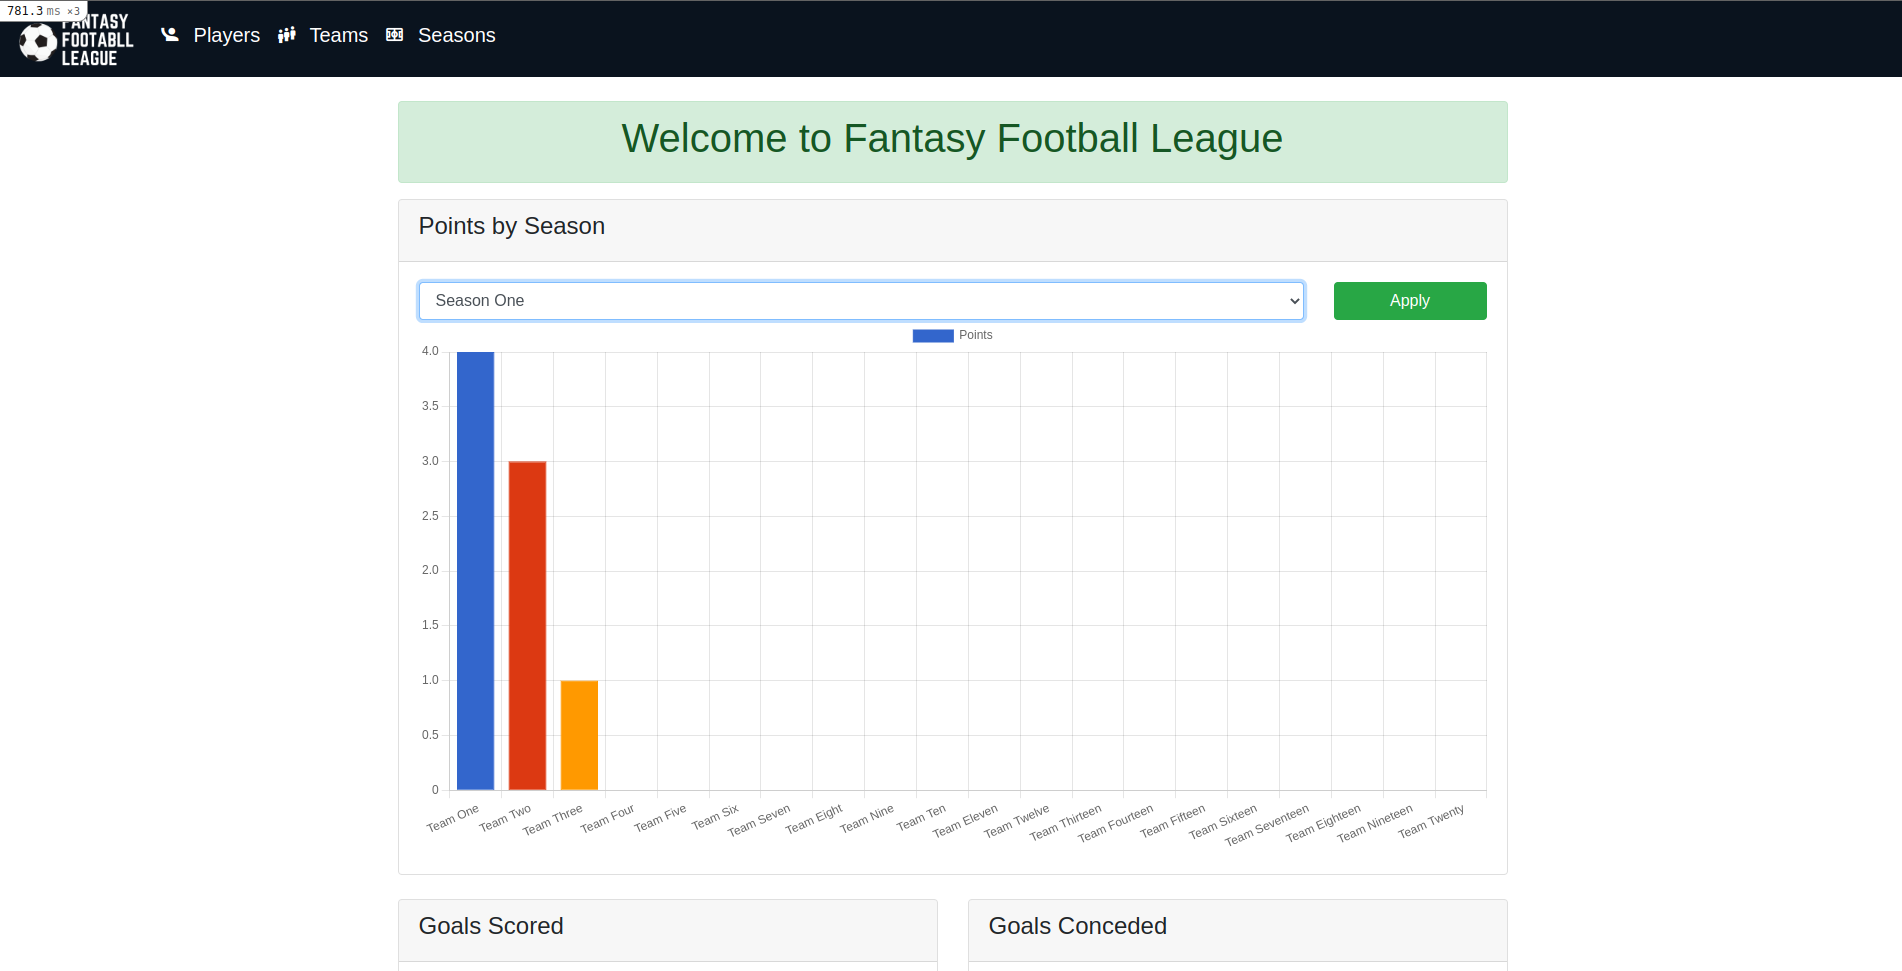 781.3 ms ×3
FANTASY
FOOTBALL
LEAGUE
Players
Teams
Seasons
Welcome to Fantasy Football League
Points by Season
Season One
Apply
Points
4.0
3.5
3.0
2.5
2.0
1.5
1.0
0.5
0
Team One
Team Two
Team Three
Team Four
Team Five
Team Six
Team Seven
Team Eight
Team Nine
Team Ten
Team Eleven
Team Twelve
Team Thirteen
Team Fourteen
Team Fifteen
Team Sixteen
Team Seventeen
Team Eighteen
Team Nineteen
Team Twenty
Goals Scored
Goals Conceded